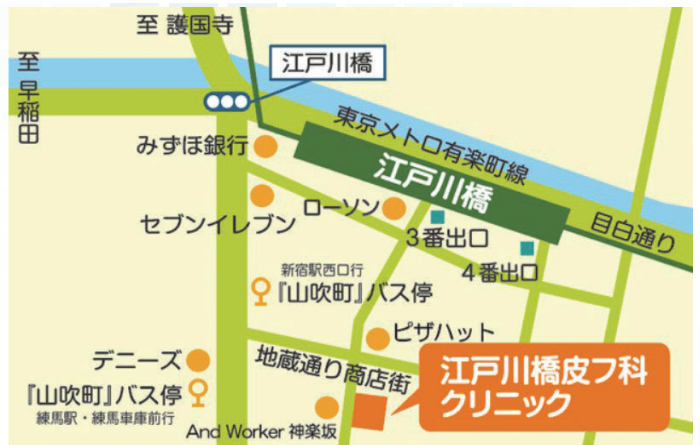 至 護国寺
至 早稲田
江戸川橋
東京メトロ有楽町線
みずほ銀行
江戸川橋
目白通り
セブンイレブン
ローソン
3番出口
4番出口
新宿駅西口行
『山吹町』バス停
ピザハット
デニーズ
地蔵通り商店街
江戸川橋皮フ科
クリニック
『山吹町』バス停
練馬駅・練馬車庫前行
And Worker 神楽坂